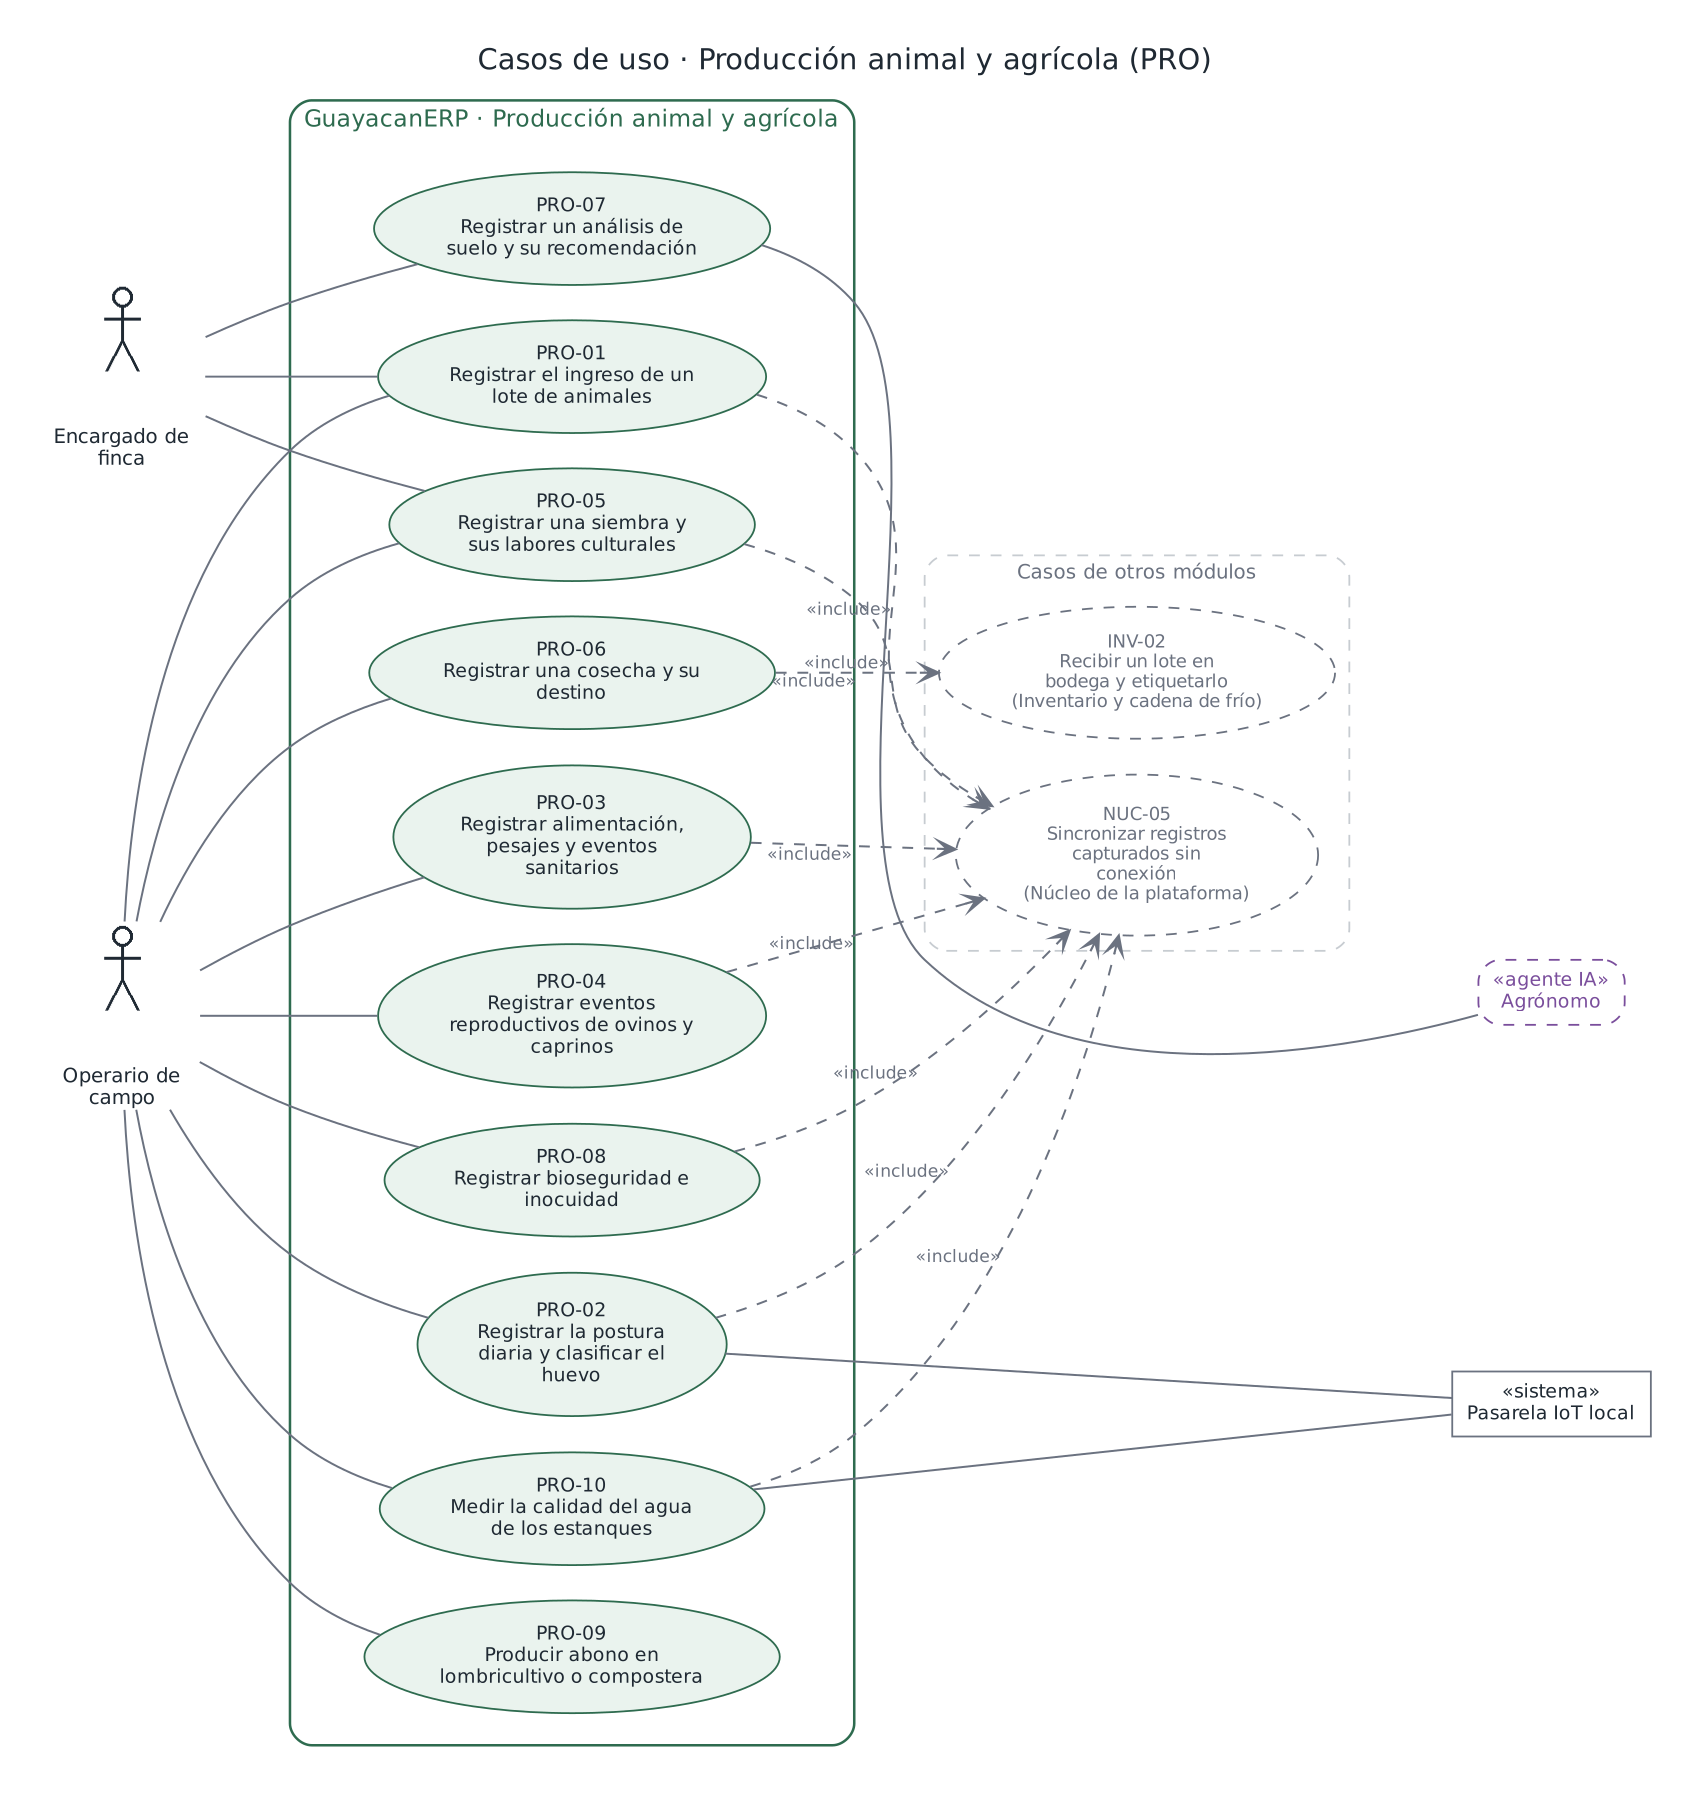 Casos de uso · Producción animal y agrícola (PRO)
GuayacanERP · Producción animal y agrícola
PRO-07
Registrar un análisis de
suelo y su recomendación
PRO-01
Registrar el ingreso de un
lote de animales
Encargado de
finca
PRO-05
Registrar una siembra y
sus labores culturales
Casos de otros módulos
«include»
PRO-06
Registrar una cosecha y su
destino
«include»
«include»
INV-02
Recibir un lote en
bodega y etiquetarlo
(Inventario y cadena de frío)
PRO-03
Registrar alimentación,
pesajes y eventos
sanitarios
«include»
NUC-05
Sincronizar registros
capturados sin
conexión
(Núcleo de la plataforma)
«include»
PRO-04
Registrar eventos
reproductivos de ovinos y
caprinos
«agente IA»
Agrónomo
Operario de
campo
«include»
PRO-08
Registrar bioseguridad e
inocuidad
«include»
«include»
PRO-02
Registrar la postura
diaria y clasificar el
huevo
«sistema»
Pasarela IoT local
PRO-10
Medir la calidad del agua
de los estanques
PRO-09
Producir abono en
lombricultivo o compostera